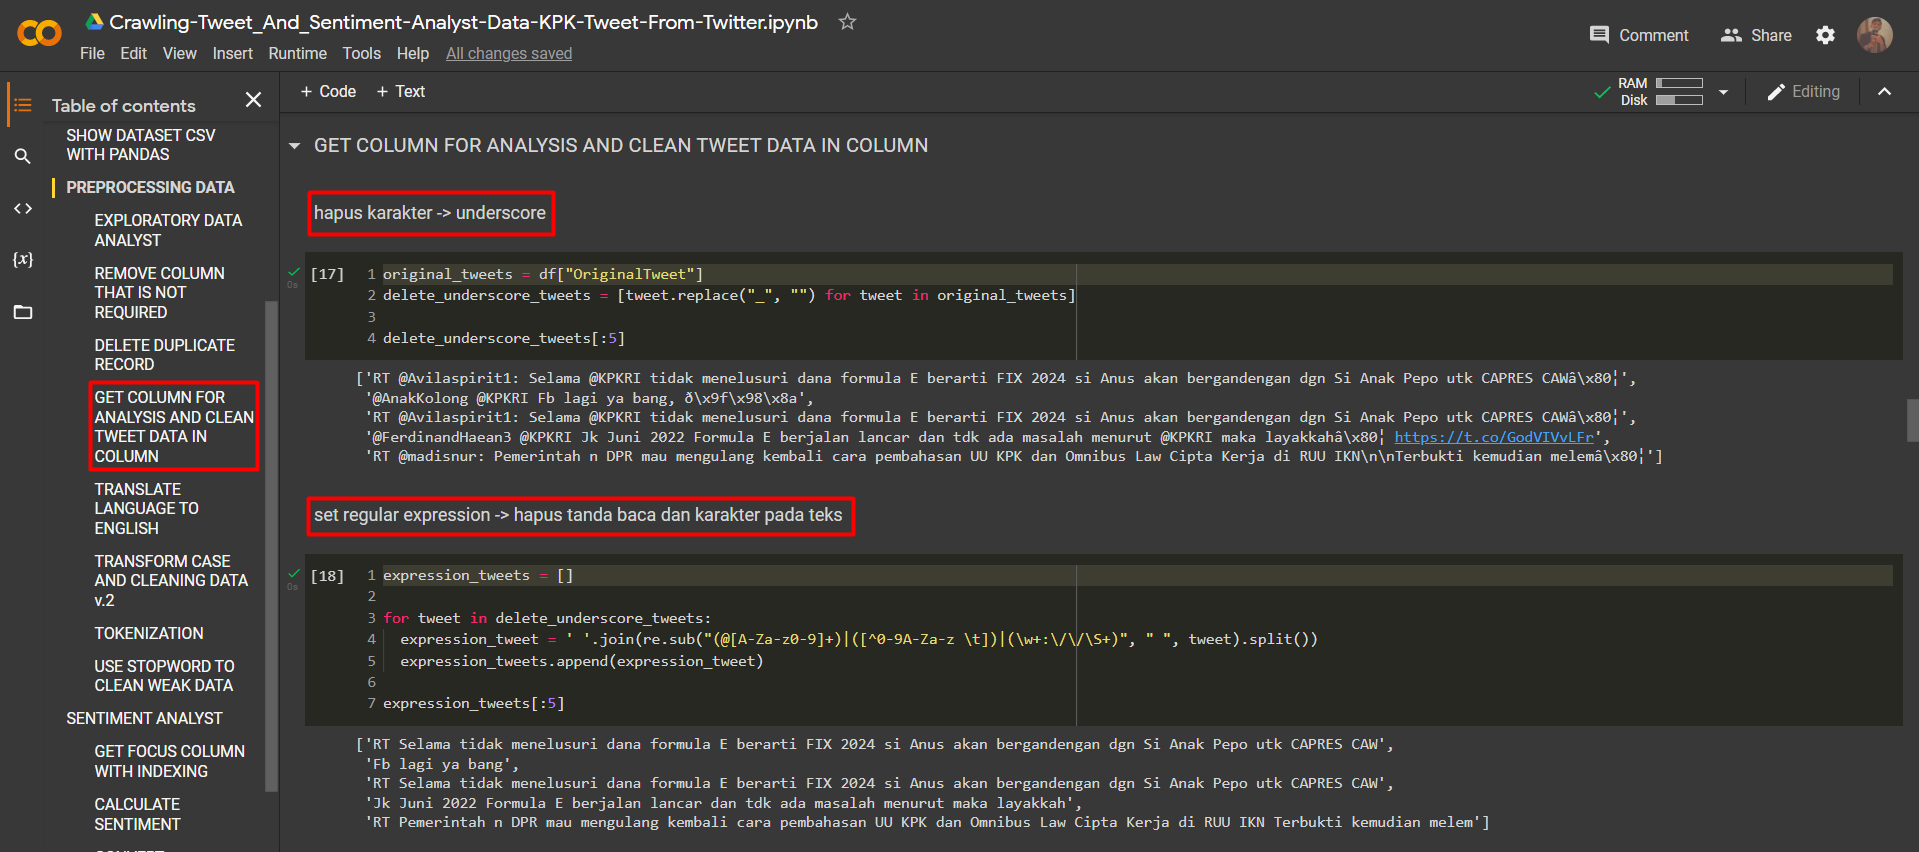 Crawling-Tweet_And_Sentiment-Analyst-Data-KPK-Tweet-From-Twitter.ipynb
File Edit View Insert Runtime Tools Help All changes saved
Comment Share
Table of contents
SHOW DATASET CSV
WITH PANDAS
PREPROCESSING DATA
EXPLORATORY DATA
ANALYST
REMOVE COLUMN
THAT IS NOT
REQUIRED
DELETE DUPLICATE
RECORD
GET COLUMN FOR
ANALYSIS AND CLEAN
TWEET DATA IN
COLUMN
TRANSLATE
LANGUAGE TO
ENGLISH
TRANSFORM CASE
AND CLEANING DATA
v.2
TOKENIZATION
USE STOPWORD TO
CLEAN WEAK DATA
SENTIMENT ANALYST
GET FOCUS COLUMN
WITH INDEXING
CALCULATE
SENTIMENT
+ Code + Text
RAM
Disk
Editing
GET COLUMN FOR ANALYSIS AND CLEAN TWEET DATA IN COLUMN
hapus karakter -> underscore
0s
[17] 1 original_tweets = df["OriginalTweet"]
2 delete_underscore_tweets = [tweet.replace("_", "") for tweet in original_tweets]
3
4 delete_underscore_tweets[:5]
['RT @Avilaspirit1: Selama @KPKRI tidak menelusuri dana formula E berarti FIX 2024 si Anus akan bergandengan dgn Si Anak Pepo utk CAPRES CAWâ\x80¦',
'@AnakKolong @KPKRI Fb lagi ya bang, ð\x9f\x98\x8a',
'RT @Avilaspirit1: Selama @KPKRI tidak menelusuri dana formula E berarti FIX 2024 si Anus akan bergandengan dgn Si Anak Pepo utk CAPRES CAWâ\x80¦',
'@FerdinandHaean3 @KPKRI Jk Juni 2022 Formula E berjalan lancar dan tdk ada masalah menurut @KPKRI maka layakkahâ\x80¦ https://t.co/GodVIVvLFr',
'RT @madisnur: Pemerintah n DPR mau mengulang kembali cara pembahasan UU KPK dan Omnibus Law Cipta Kerja di RUU IKN\n\nTerbukti kemudian melemâ\x80¦']
set regular expression -> hapus tanda baca dan karakter pada teks
0s
[18] 1 expression_tweets = []
2
3 for tweet in delete_underscore_tweets:
4 expression_tweet = ' '.join(re.sub("(@[A-Za-z0-9]+)|([^0-9A-Za-z \t])|(\w+:\/\/\S+)", " ", tweet).split())
5 expression_tweets.append(expression_tweet)
6
7 expression_tweets[:5]
['RT Selama tidak menelusuri dana formula E berarti FIX 2024 si Anus akan bergandengan dgn Si Anak Pepo utk CAPRES CAW',
'Fb lagi ya bang',
'RT Selama tidak menelusuri dana formula E berarti FIX 2024 si Anus akan bergandengan dgn Si Anak Pepo utk CAPRES CAW',
'Jk Juni 2022 Formula E berjalan lancar dan tdk ada masalah menurut maka layakkah',
'RT Pemerintah n DPR mau mengulang kembali cara pembahasan UU KPK dan Omnibus Law Cipta Kerja di RUU IKN Terbukti kemudian melem']